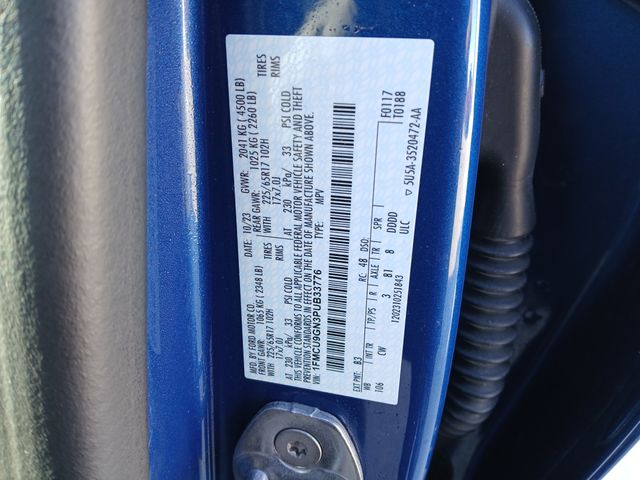 MFD. BY FORD MOTOR CO.
DATE: 10/23 GVWR: 2041 KG ( 4500 LB)
FRONT GAWR: 1065 KG ( 2348 LB) REAR GAWR: 1025 KG ( 2260 LB)
WITH 225/65R17 102H TIRES WITH 225/65R17 102H TIRES
17x7.0J RIMS 17x7.0J RIMS
AT 230 kPa/ 33 PSI COLD AT 230 kPa/ 33 PSI COLD
THIS VEHICLE CONFORMS TO ALL APPLICABLE FEDERAL MOTOR VEHICLE SAFETY AND THEFT
PREVENTION STANDARDS IN EFFECT ON THE DATE OF MANUFACTURE SHOWN ABOVE.
VIN: 1FMCU9GN3PUB33776 TYPE: MPV
F0117
T0188
EXT PNT: B3 RC: 48 DSO:
WB INT TR TP/PS R AXLE TR SPR
106 CW 3 81 8 DDDD
ULC
1202310251843 ▽ 5U5A-3520472-AA